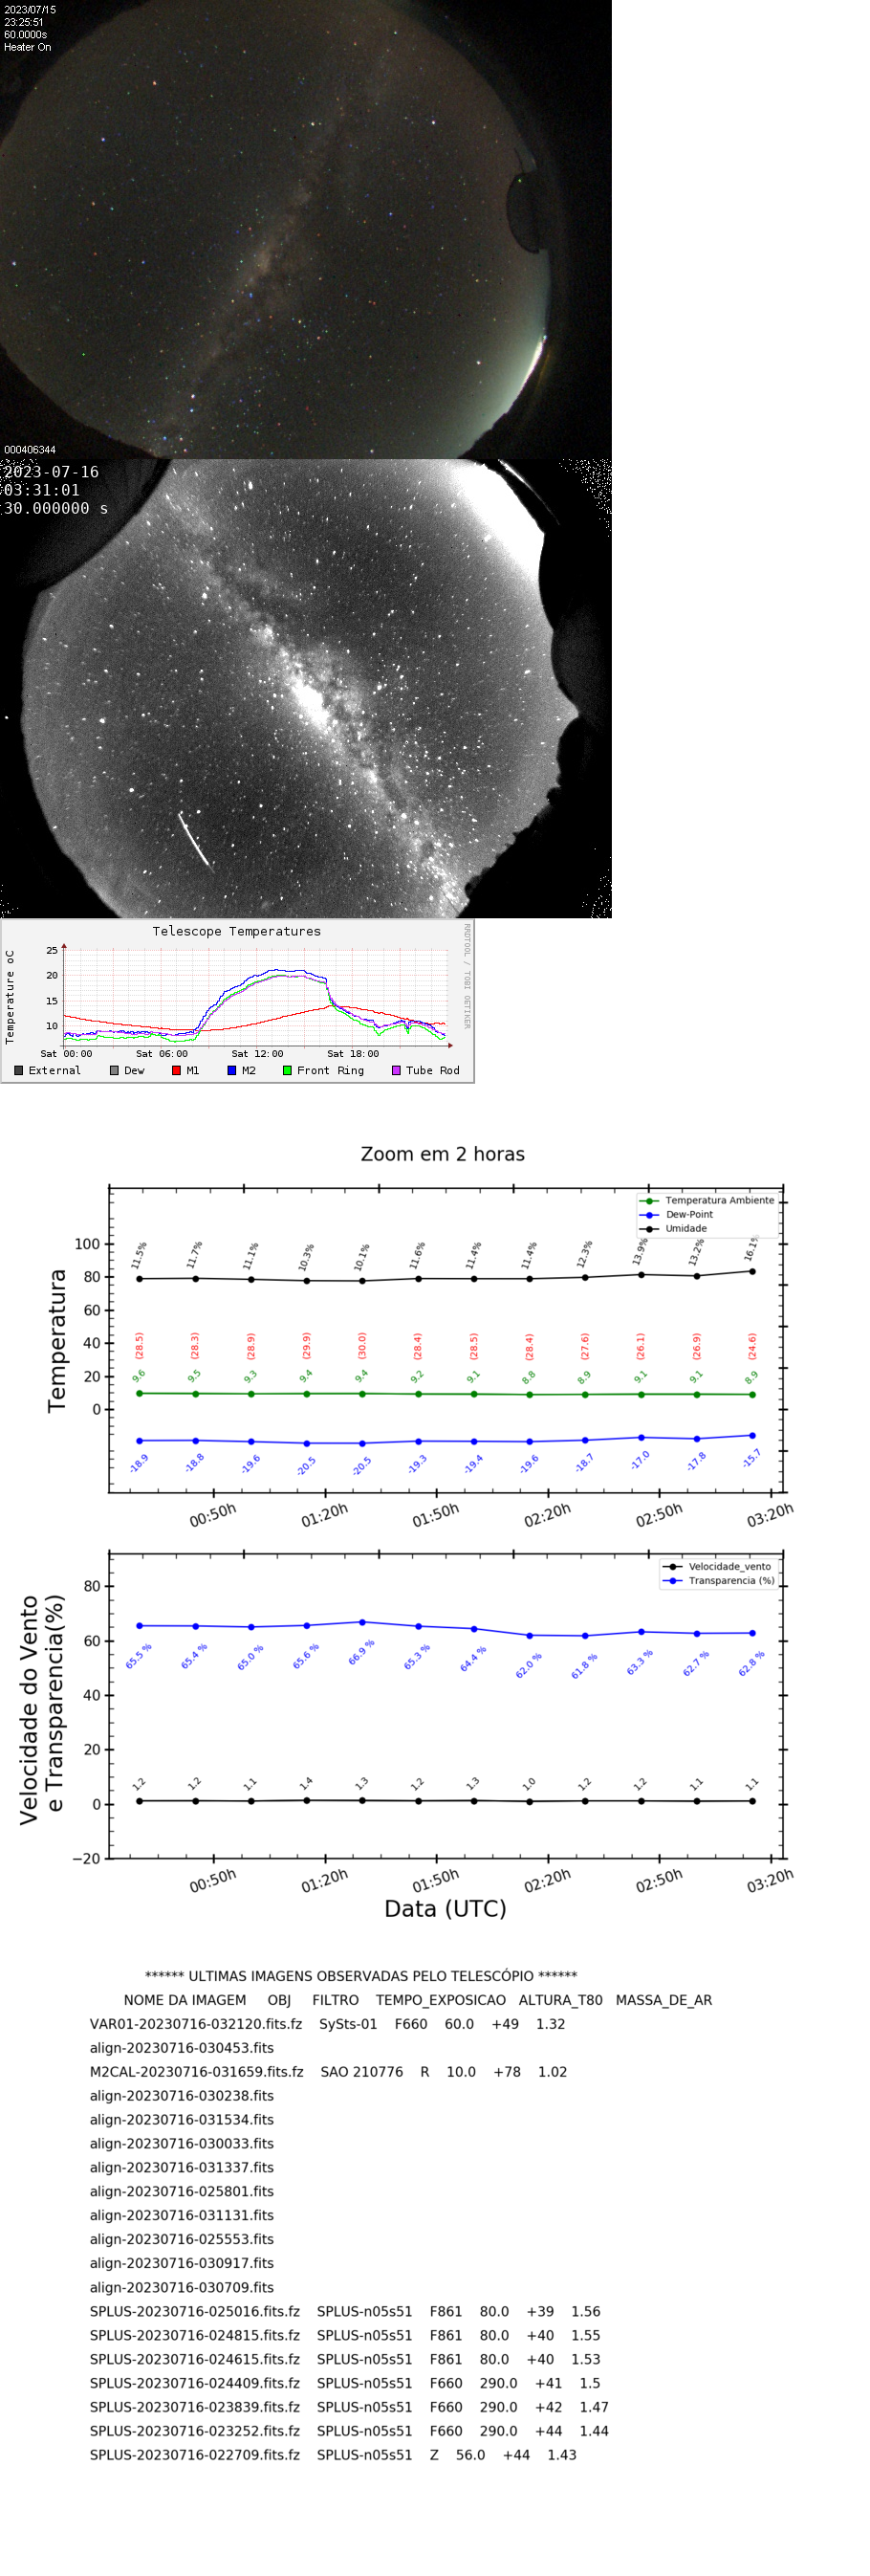 2023/07/15
23:25:51
60.0000s
Heater On
000406344
2023-07-16
03:31:01
30.000000 s
Telescope Temperatures
RRDTOOL / TOBI OETIKER
Temperature oC
25
20
15
10
Sat 00:00 Sat 06:00 Sat 12:00 Sat 18:00
External Dew M1 M2 Front Ring Tube Rod
Zoom em 2 horas
Temperatura Ambiente
Dew-Point
Umidade
Temperatura
100
80
60
40
20
0
11.5% 11.7% 11.1% 10.3% 10.1% 11.6% 11.4% 11.4% 12.3% 13.9% 13.2% 16.1%
(28.5) (28.3) (28.9) (29.9) (30.0) (28.4) (28.5) (28.4) (27.6) (26.1) (26.9) (24.6)
9.6 9.5 9.3 9.4 9.4 9.2 9.1 8.8 8.9 9.1 9.1 8.9
-18.9 -18.8 -19.6 -20.5 -20.5 -19.3 -19.4 -19.6 -18.7 -17.0 -17.8 -15.7
00:50h 01:20h 01:50h 02:20h 02:50h 03:20h
Velocidade_vento
Transparencia (%)
Velocidade do Vento
e Transparencia(%)
80
60
40
20
0
−20
65.5 % 65.4 % 65.0 % 65.6 % 66.9 % 65.3 % 64.4 % 62.0 % 61.8 % 63.3 % 62.7 % 62.8 %
1.2 1.2 1.1 1.4 1.3 1.2 1.3 1.0 1.2 1.2 1.1 1.1
00:50h 01:20h 01:50h 02:20h 02:50h 03:20h
Data (UTC)
****** ULTIMAS IMAGENS OBSERVADAS PELO TELESCÓPIO ******
NOME DA IMAGEM OBJ FILTRO TEMPO_EXPOSICAO ALTURA_T80 MASSA_DE_AR
VAR01-20230716-032120.fits.fz SySts-01 F660 60.0 +49 1.32
align-20230716-030453.fits
M2CAL-20230716-031659.fits.fz SAO 210776 R 10.0 +78 1.02
align-20230716-030238.fits
align-20230716-031534.fits
align-20230716-030033.fits
align-20230716-031337.fits
align-20230716-025801.fits
align-20230716-031131.fits
align-20230716-025553.fits
align-20230716-030917.fits
align-20230716-030709.fits
SPLUS-20230716-025016.fits.fz SPLUS-n05s51 F861 80.0 +39 1.56
SPLUS-20230716-024815.fits.fz SPLUS-n05s51 F861 80.0 +40 1.55
SPLUS-20230716-024615.fits.fz SPLUS-n05s51 F861 80.0 +40 1.53
SPLUS-20230716-024409.fits.fz SPLUS-n05s51 F660 290.0 +41 1.5
SPLUS-20230716-023839.fits.fz SPLUS-n05s51 F660 290.0 +42 1.47
SPLUS-20230716-023252.fits.fz SPLUS-n05s51 F660 290.0 +44 1.44
SPLUS-20230716-022709.fits.fz SPLUS-n05s51 Z 56.0 +44 1.43